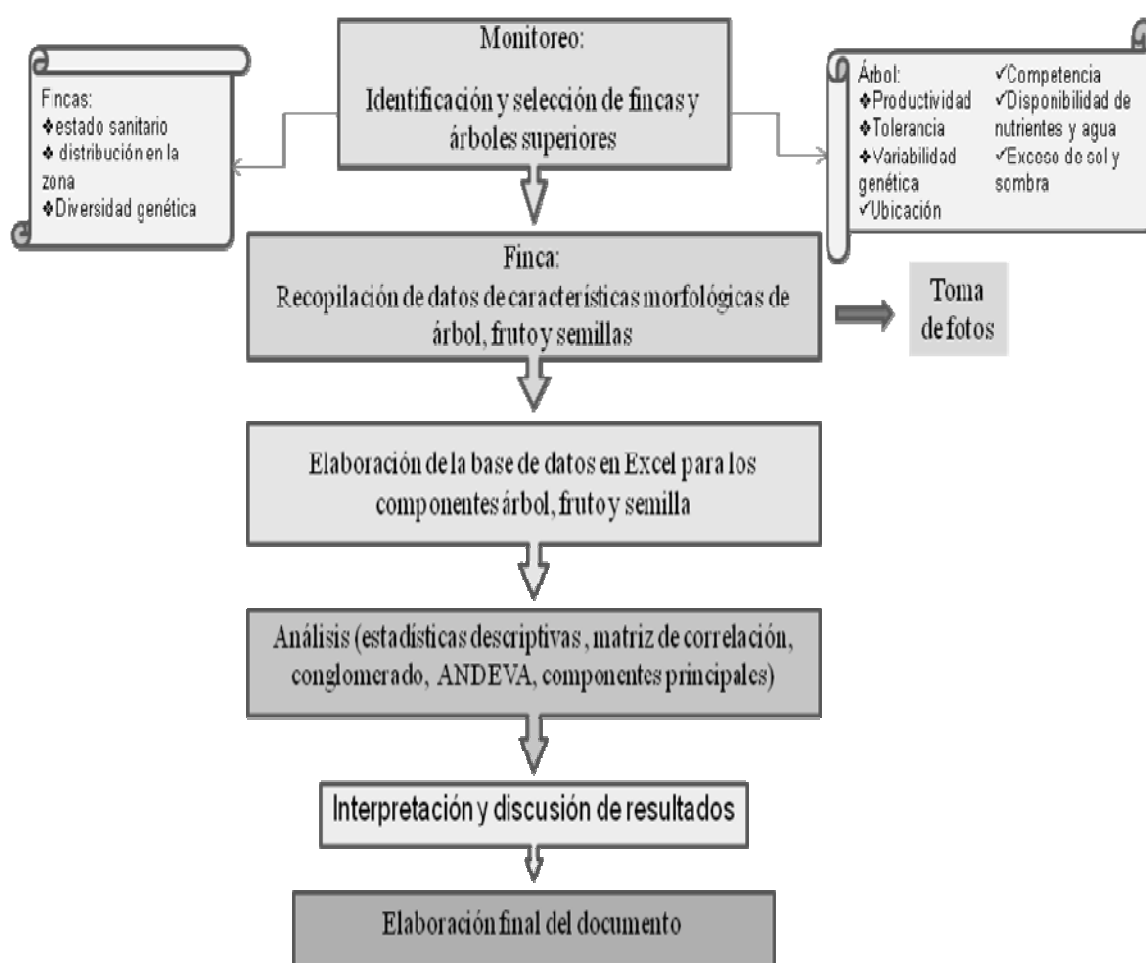 Monitoreo:
Identificación y selección de fincas y
árboles superiores
Fincas:
❖estado sanitario
❖ distribución en la
zona
❖Diversidad genética
Árbol:
❖Productividad
❖Tolerancia
❖Variabilidad
genética
✓Ubicación
✓Competencia
✓Disponibilidad de
nutrientes y agua
✓Exceso de sol y
sombra
Finca:
Recopilación de datos de características morfológicas de
árbol, fruto y semillas
Toma
de fotos
Elaboración de la base de datos en Excel para los
componentes árbol, fruto y semilla
Análisis (estadísticas descriptivas , matriz de correlación,
conglomerado, ANDEVA, componentes principales)
Interpretación y discusión de resultados
Elaboración final del documento